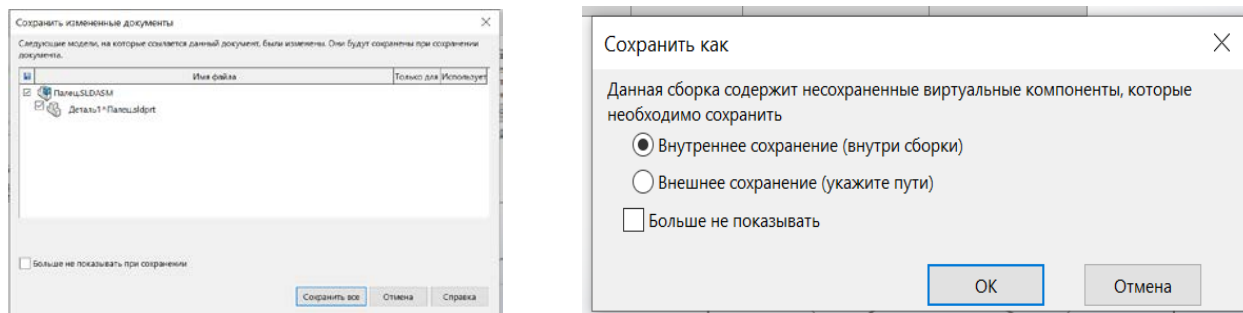 Сохранить измененные документы
Следующие модели, на которые ссылается данный документ, были изменены. Они будут сохранены при сохранении
документа.
Имя файла Только для Использует
Палец.SLDASM
Деталь1^Палец.sldprt
Больше не показывать при сохранении
Сохранить все Отмена Справка
Сохранить как
Данная сборка содержит несохраненные виртуальные компоненты, которые
необходимо сохранить
Внутреннее сохранение (внутри сборки)
Внешнее сохранение (укажите пути)
Больше не показывать
ОК Отмена